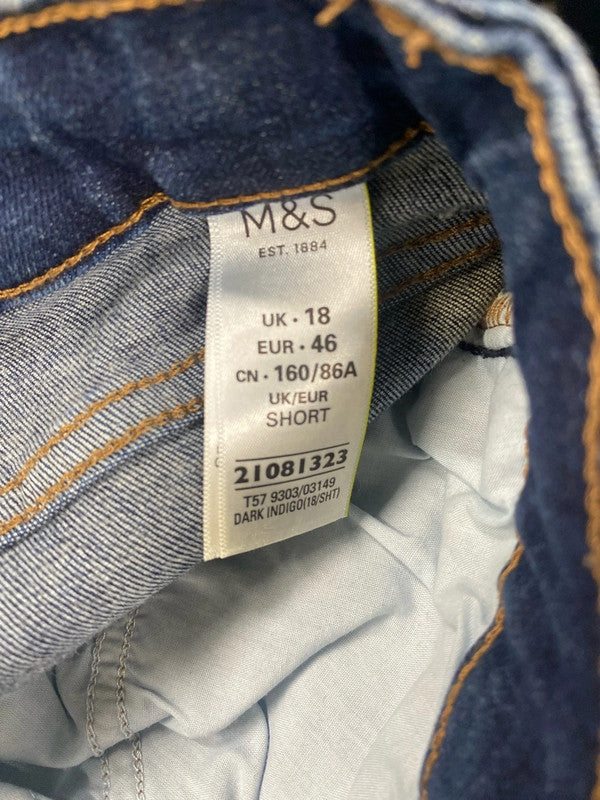 M&S
EST. 1884
UK · 18
EUR · 46
CN · 160/86A
UK/EUR
SHORT
21081323
T57 9303/03149
DARK INDIGO(18/SHT)